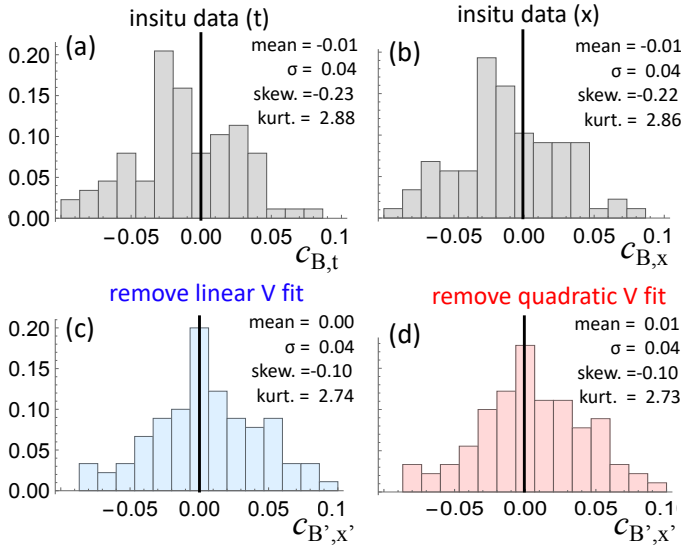 insitu data (t)
(a)
mean = -0.01
σ = 0.04
skew. =-0.23
kurt. = 2.88
0.20
0.15
0.10
0.05
0.00
-0.05 0.00 0.05 0.1
c_B,t
insitu data (x)
(b)
mean = -0.01
σ = 0.04
skew. =-0.22
kurt. = 2.86
-0.05 0.00 0.05 0.1
c_B,x
remove linear V fit
(c)
mean = 0.00
σ = 0.04
skew. =-0.10
kurt. = 2.74
0.20
0.15
0.10
0.05
0.00
-0.05 0.00 0.05 0.1
c_B',x'
remove quadratic V fit
(d)
mean = 0.01
σ = 0.04
skew. =-0.10
kurt. = 2.73
-0.05 0.00 0.05 0.1
c_B',x'